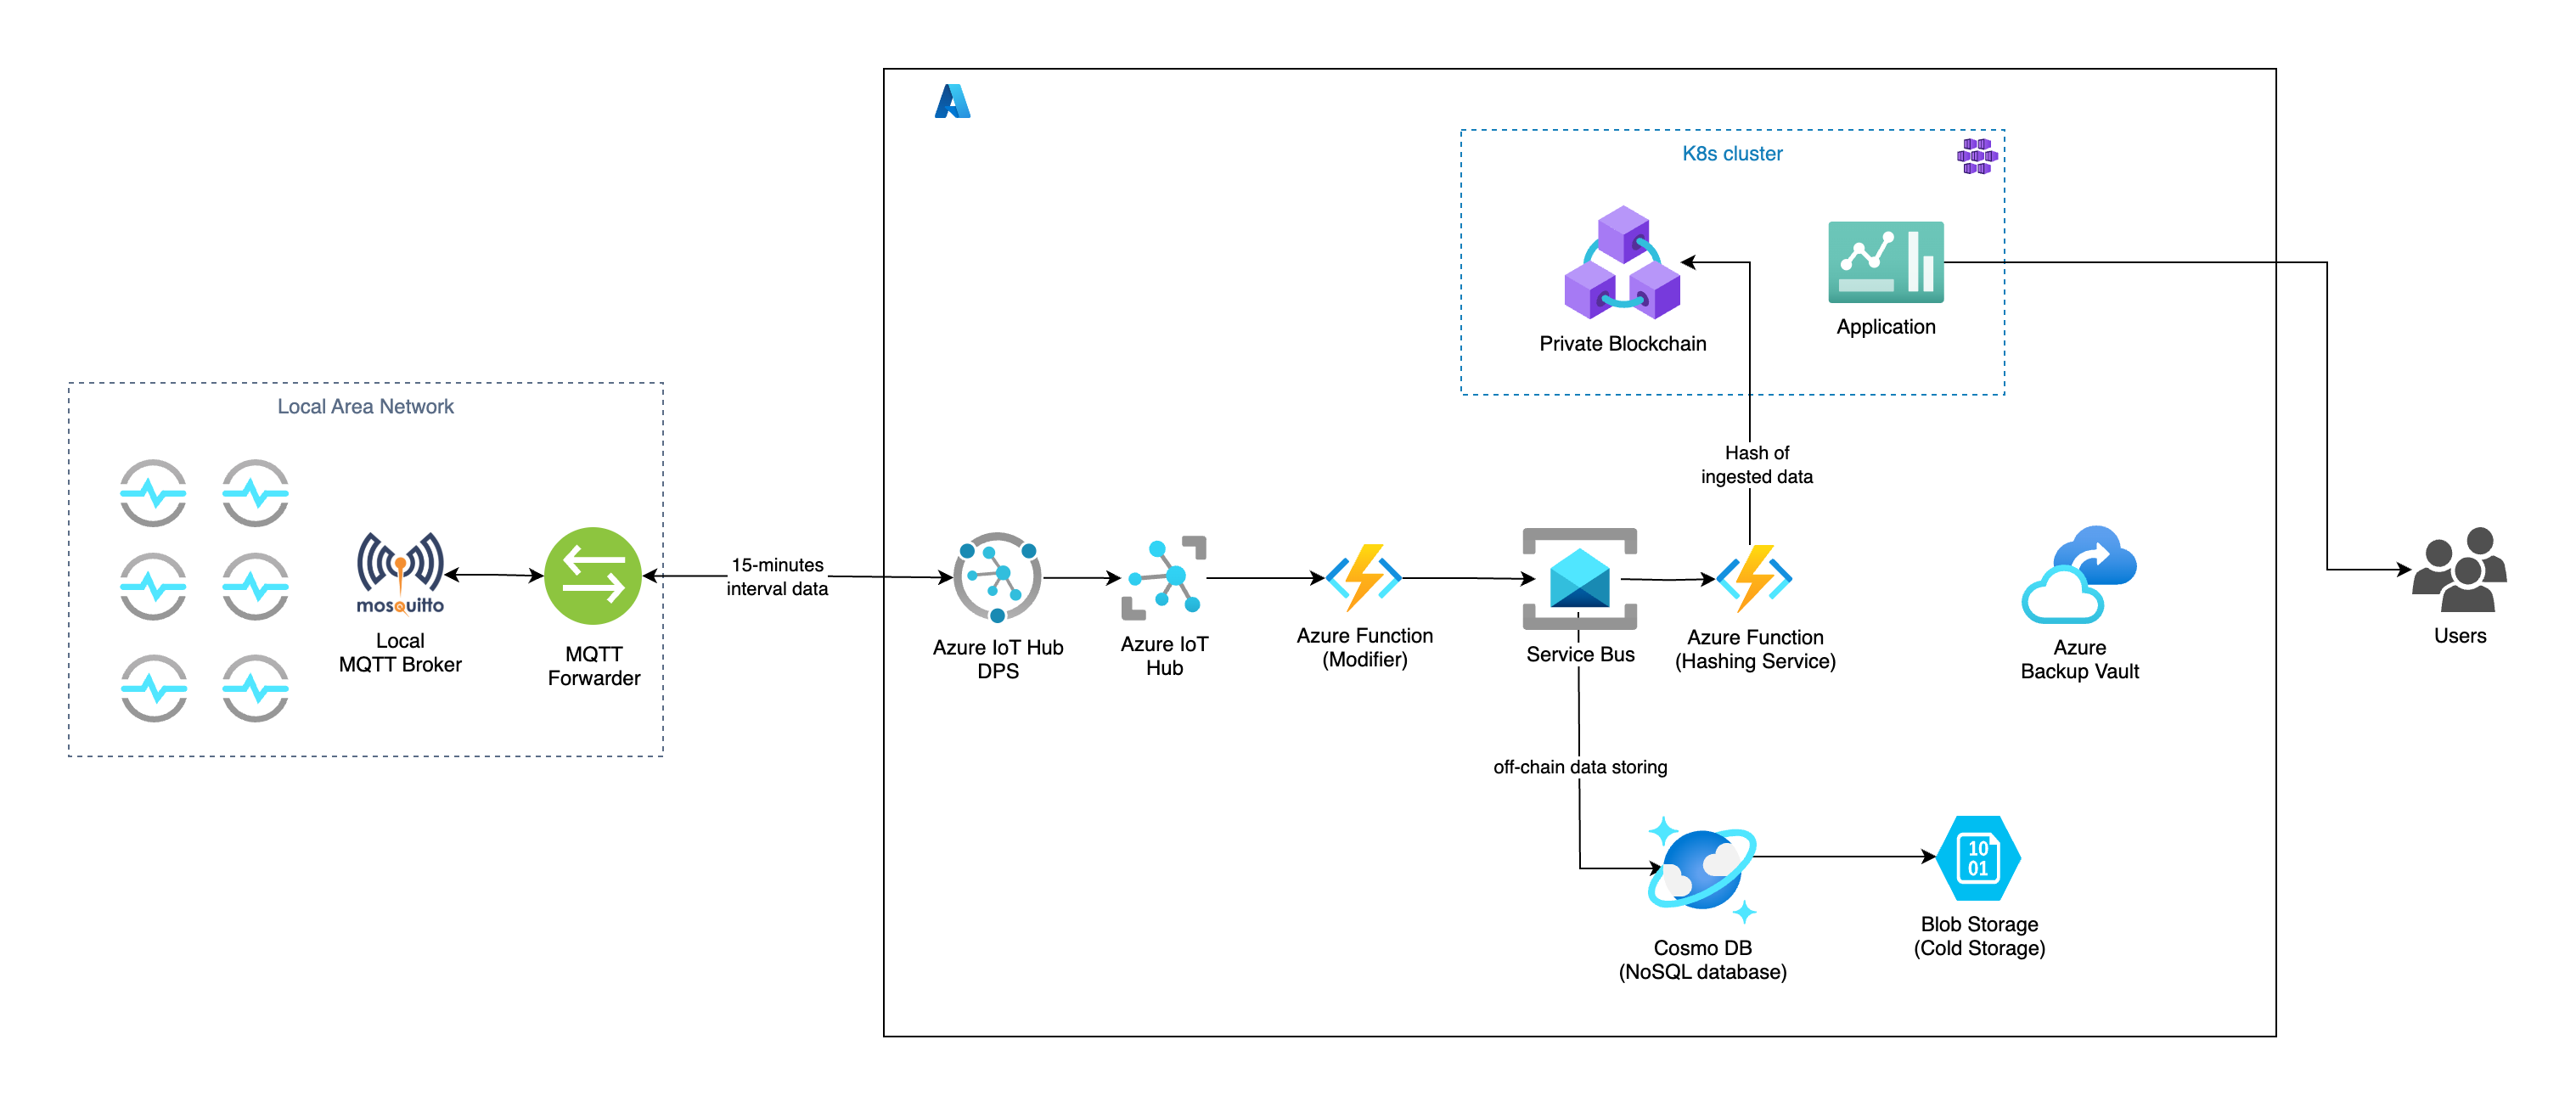 K8s cluster
Private Blockchain
Application
Local Area Network
Hash of
ingested data
mosquitto
Local
MQTT Broker
MQTT
Forwarder
15-minutes
interval data
Azure IoT Hub
DPS
Azure IoT
Hub
Azure Function
(Modifier)
Service Bus
Azure Function
(Hashing Service)
Azure
Backup Vault
Users
off-chain data storing
10
01
Cosmo DB
(NoSQL database)
Blob Storage
(Cold Storage)